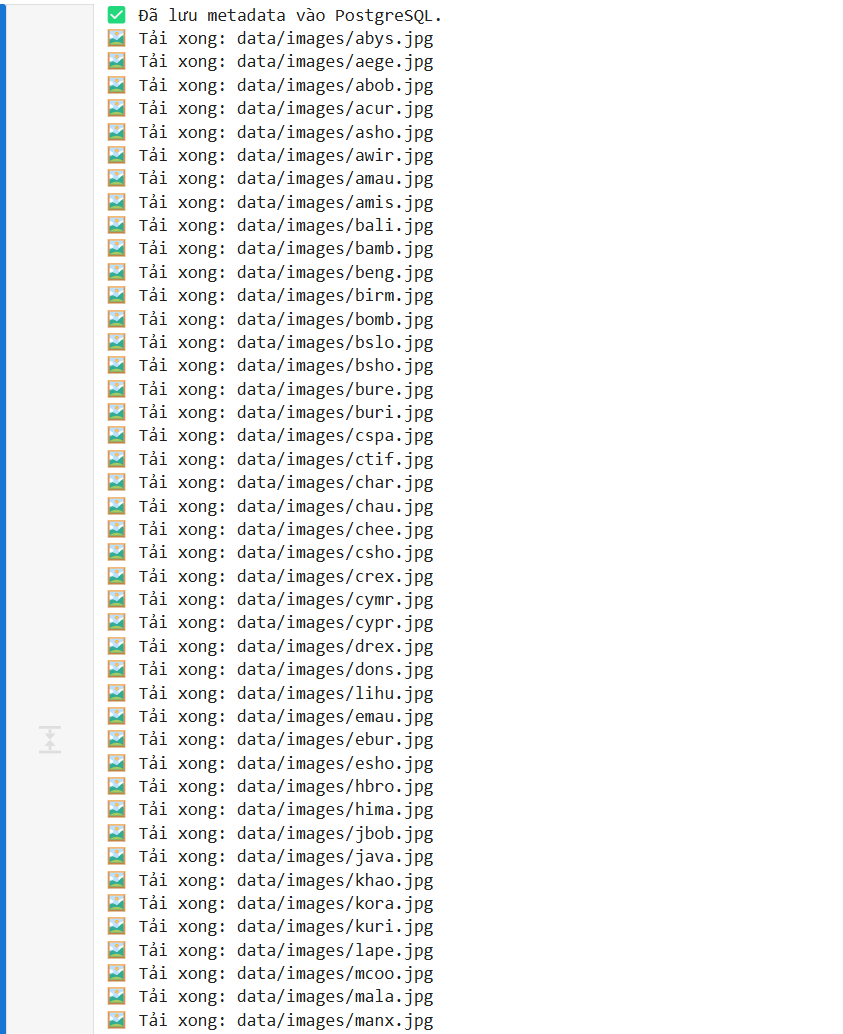 ✅ Đã lưu metadata vào PostgreSQL.
🖼️ Tải xong: data/images/abys.jpg
🖼️ Tải xong: data/images/aege.jpg
🖼️ Tải xong: data/images/abob.jpg
🖼️ Tải xong: data/images/acur.jpg
🖼️ Tải xong: data/images/asho.jpg
🖼️ Tải xong: data/images/awir.jpg
🖼️ Tải xong: data/images/amau.jpg
🖼️ Tải xong: data/images/amis.jpg
🖼️ Tải xong: data/images/bali.jpg
🖼️ Tải xong: data/images/bamb.jpg
🖼️ Tải xong: data/images/beng.jpg
🖼️ Tải xong: data/images/birm.jpg
🖼️ Tải xong: data/images/bomb.jpg
🖼️ Tải xong: data/images/bslo.jpg
🖼️ Tải xong: data/images/bsho.jpg
🖼️ Tải xong: data/images/bure.jpg
🖼️ Tải xong: data/images/buri.jpg
🖼️ Tải xong: data/images/cspa.jpg
🖼️ Tải xong: data/images/ctif.jpg
🖼️ Tải xong: data/images/char.jpg
🖼️ Tải xong: data/images/chau.jpg
🖼️ Tải xong: data/images/chee.jpg
🖼️ Tải xong: data/images/csho.jpg
🖼️ Tải xong: data/images/crex.jpg
🖼️ Tải xong: data/images/cymr.jpg
🖼️ Tải xong: data/images/cypr.jpg
🖼️ Tải xong: data/images/drex.jpg
🖼️ Tải xong: data/images/dons.jpg
🖼️ Tải xong: data/images/lihu.jpg
🖼️ Tải xong: data/images/emau.jpg
🖼️ Tải xong: data/images/ebur.jpg
🖼️ Tải xong: data/images/esho.jpg
🖼️ Tải xong: data/images/hbro.jpg
🖼️ Tải xong: data/images/hima.jpg
🖼️ Tải xong: data/images/jbob.jpg
🖼️ Tải xong: data/images/java.jpg
🖼️ Tải xong: data/images/khao.jpg
🖼️ Tải xong: data/images/kora.jpg
🖼️ Tải xong: data/images/kuri.jpg
🖼️ Tải xong: data/images/lape.jpg
🖼️ Tải xong: data/images/mcoo.jpg
🖼️ Tải xong: data/images/mala.jpg
🖼️ Tải xong: data/images/manx.jpg